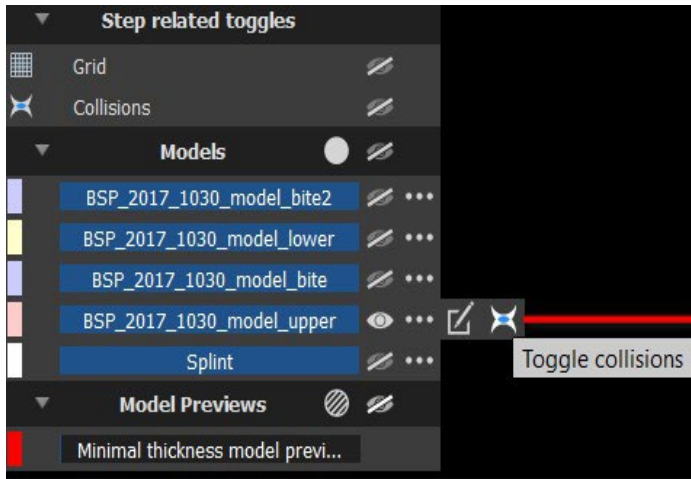 Step related toggles
Grid
Collisions
Models
BSP_2017_1030_model_bite2
BSP_2017_1030_model_lower
BSP_2017_1030_model_bite
BSP_2017_1030_model_upper
Toggle collisions
Splint
Model Previews
Minimal thickness model previ...